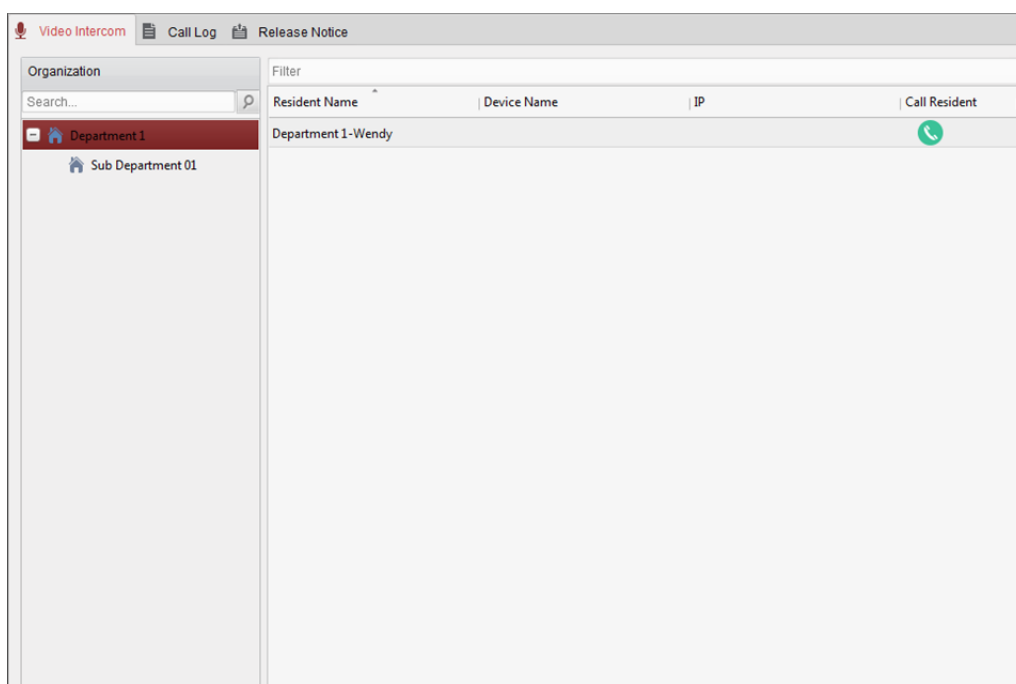 Video Intercom Call Log Release Notice
Organization
Filter
Search...
Resident Name Device Name IP Call Resident
Department 1
Department 1-Wendy
Sub Department 01